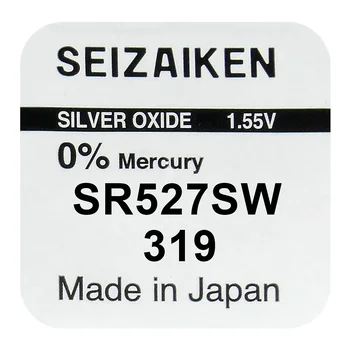 SEIZAIKEN
SILVER OXIDE 1.55V
0% Mercury
SR527SW
319
Made in Japan